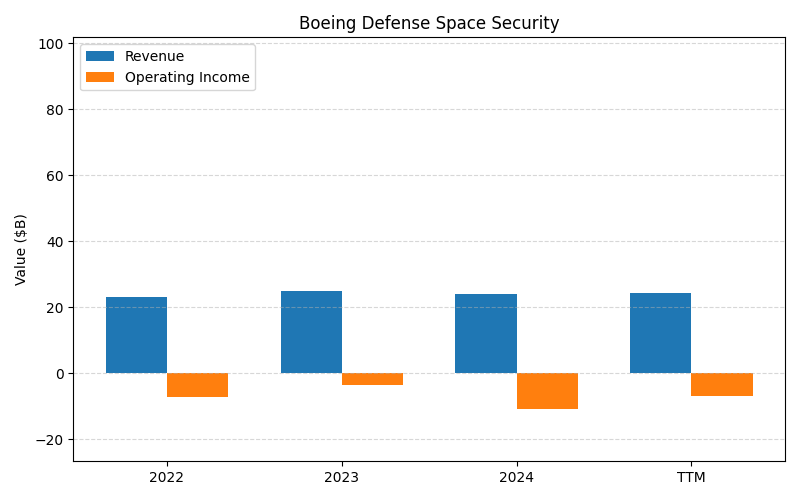 Boeing Defense Space Security
Revenue
Operating Income
Value ($B)
100
80
60
40
20
0
−20
2022 2023 2024 TTM